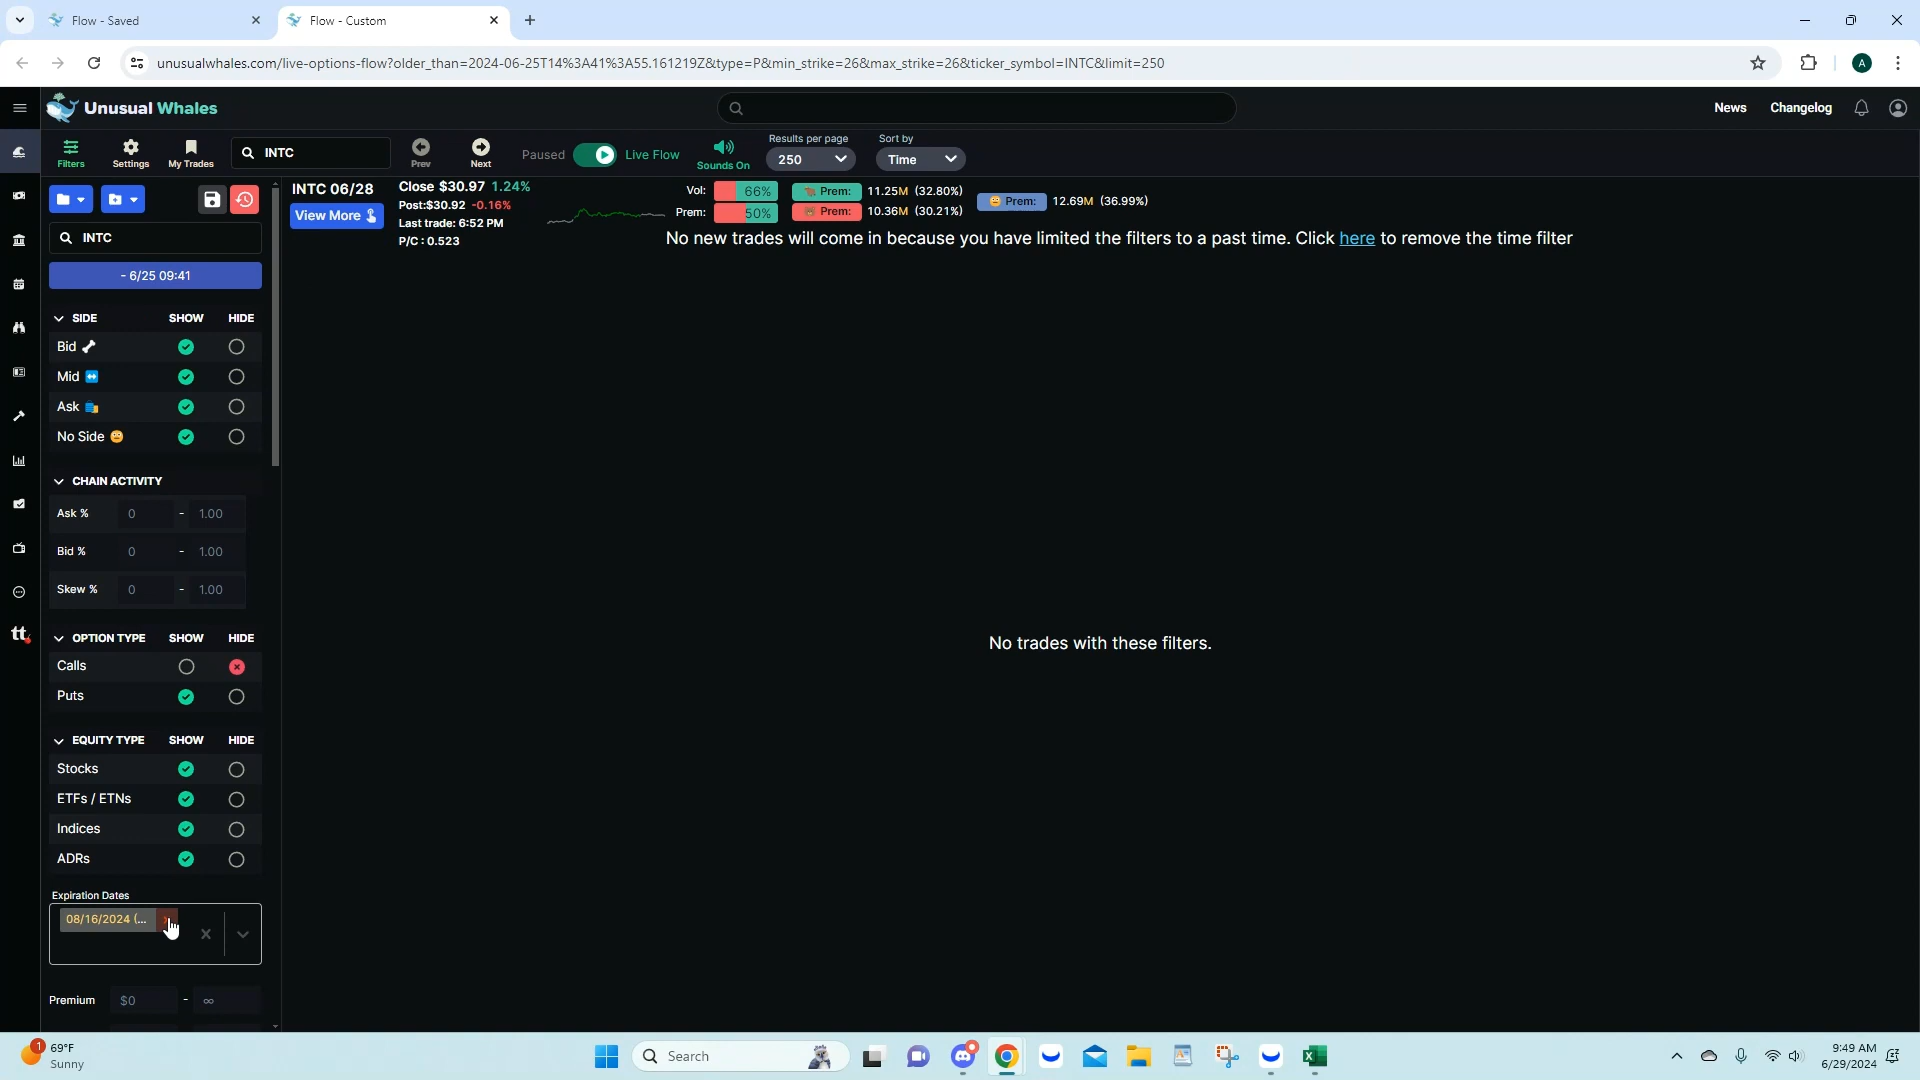 Flow - Saved
Flow - Custom
unusualwhales.com/live-options-flow?older_than=2024-06-25T14%3A41%3A55.161219Z&type=P&min_strike=26&max_strike=26&ticker_symbol=INTC&limit=250
A
Unusual Whales
News
Changelog
Filters
Settings
My Trades
INTC
Prev
Next
Paused
Live Flow
Sounds On
Results per page
250
Sort by
Time
INTC
- 6/25 09:41
SIDE SHOW HIDE
Bid
Mid
Ask
No Side
CHAIN ACTIVITY
Ask % 0 - 1.00
Bid % 0 - 1.00
Skew % 0 - 1.00
OPTION TYPE SHOW HIDE
Calls
Puts
EQUITY TYPE SHOW HIDE
Stocks
ETFs / ETNs
Indices
ADRs
Expiration Dates
08/16/2024 (...
Premium $0 - ∞
tt
INTC 06/28
View More
Close $30.97 1.24%
Post:$30.92 -0.16%
Last trade: 6:52 PM
P/C : 0.523
Vol: 66%
Prem: 50%
Prem: 11.25M (32.80%)
Prem: 10.36M (30.21%)
Prem: 12.69M (36.99%)
No new trades will come in because you have limited the filters to a past time. Click here to remove the time filter
No trades with these filters.
1
69°F
Sunny
Search
9:49 AM
6/29/2024